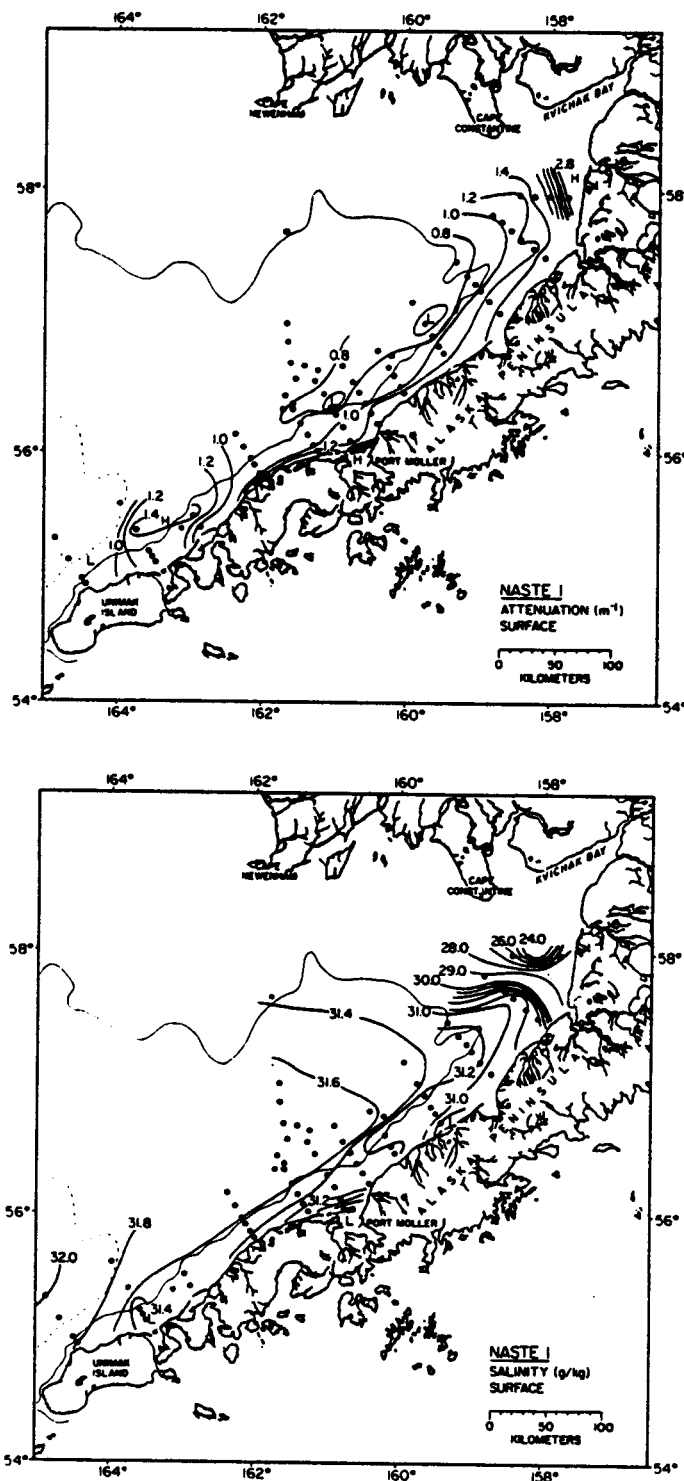 164° 162° 160° 158°
CAPE NEWENHAM
CAPE CONSTANTINE
KVICHAK BAY
58° 58°
2.8 H
1.4
1.2
1.0
0.8
L
0.8
L
1.0
56° 56°
1.0
1.2
1.2
H PORT MOLLER
ALASKA PENINSULA
1.2
1.4 H
1.0
L
UNIMAK ISLAND
NASTE I
ATTENUATION (m⁻¹)
SURFACE
0 50 100
KILOMETERS
54° 54°
164° 162° 160° 158°
164° 162° 160° 158°
CAPE NEWENHAM
CAPE CONSTANTINE
KVICHAK BAY
58° 58°
28.0 26.0 24.0
29.0
30.0
31.0
31.4
31.2
31.6
31.0
ALASKA PENINSULA
31.2
56° 56°
L PORT MOLLER
31.8
32.0
31.4
L
UNIMAK ISLAND
NASTE I
SALINITY (g/kg)
SURFACE
0 50 100
KILOMETERS
54° 54°
164° 162° 160° 158°